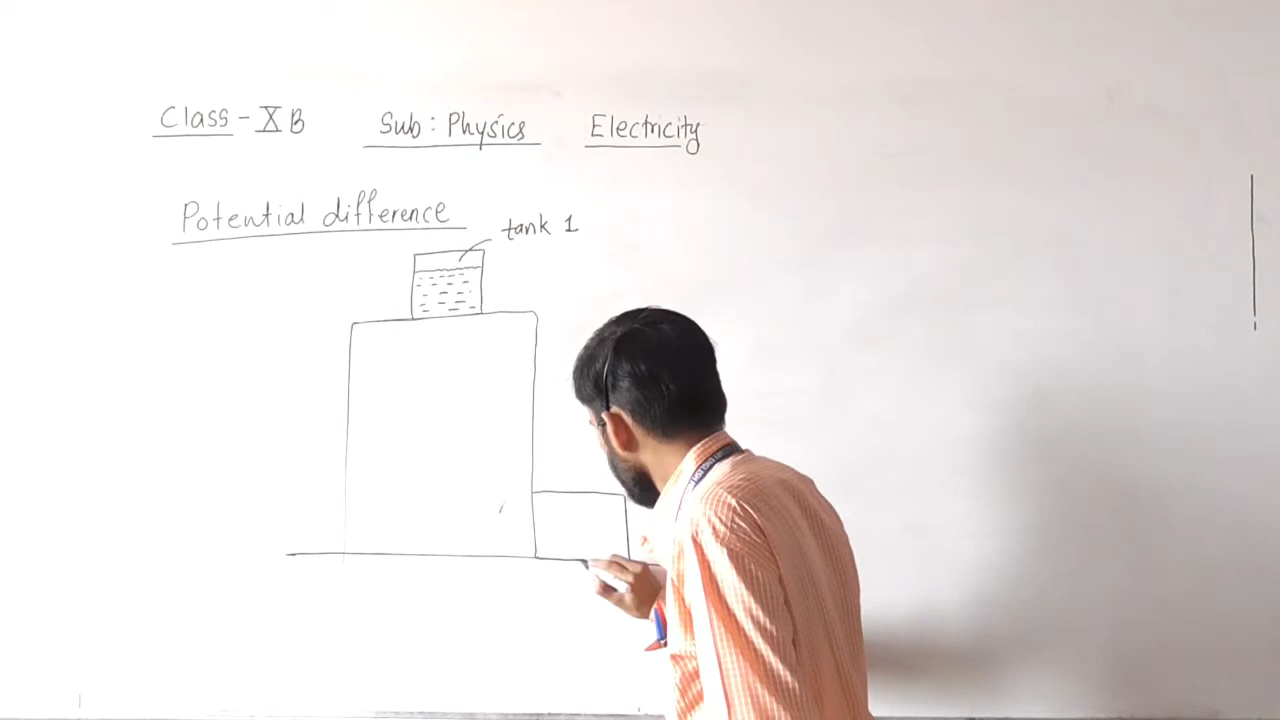 Class - X B Sub : Physics Electricity
Potential difference
tank 1